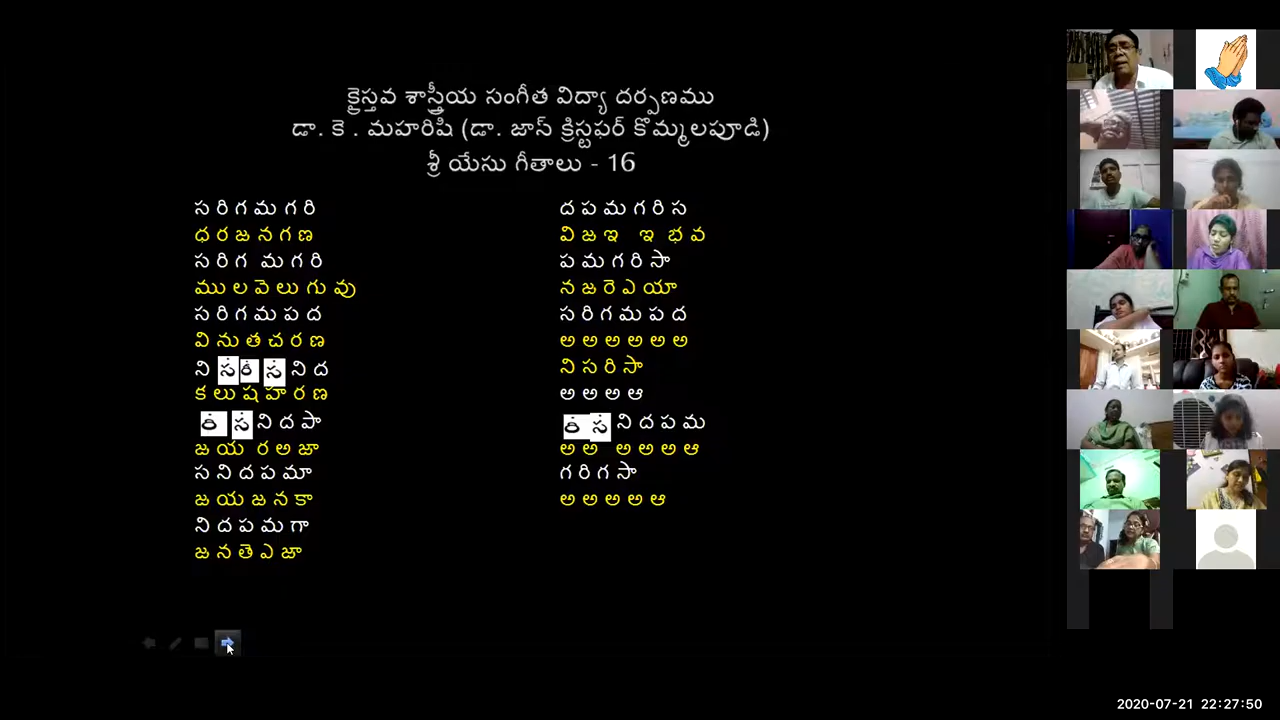 క్రైస్తవ శాస్త్రీయ సంగీత విద్యా దర్పణము
డా. కె . మహరిషి (డా. జాస్ క్రిస్టఫర్ కొమ్మలపూడి)
శ్రీ యేసు గీతాలు - 16
స రి గ మ గ రి
ధ ర జ న గ ణ
స రి గ మ గ రి
ము ల వె లు గు వు
స రి గ మ ప ద
వి ను త చ ర ణ
ని స రి స ని ద
క లు ష హ ర ణ
రి స ని ద పా
జ య ర అ జా
స ని ద ప మా
జ య జ న కా
ని ద ప మ గా
జ న తె ఎ జా
ద ప మ గ రి స
వి జ ఇ ఇ భ వ
ప మ గ రి సా
న జ రె ఎ యా
స రి గ మ ప ద
అ అ అ అ అ అ
ని స రి సా
అ అ అ ఆ
రి స ని ద ప మ
అ అ అ అ అ ఆ
గ రి గ సా
అ అ అ అ ఆ
2020-07-21 22:27:50